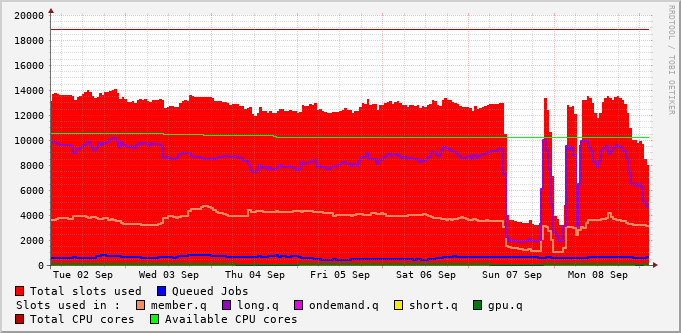 20000
18000
16000
14000
12000
10000
8000
6000
4000
2000
0
Tue 02 Sep Wed 03 Sep Thu 04 Sep Fri 05 Sep Sat 06 Sep Sun 07 Sep Mon 08 Sep
RRDTOOL / TOBI OETIKER
Total slots used Queued Jobs
Slots used in : member.q long.q ondemand.q short.q gpu.q
Total CPU cores Available CPU cores